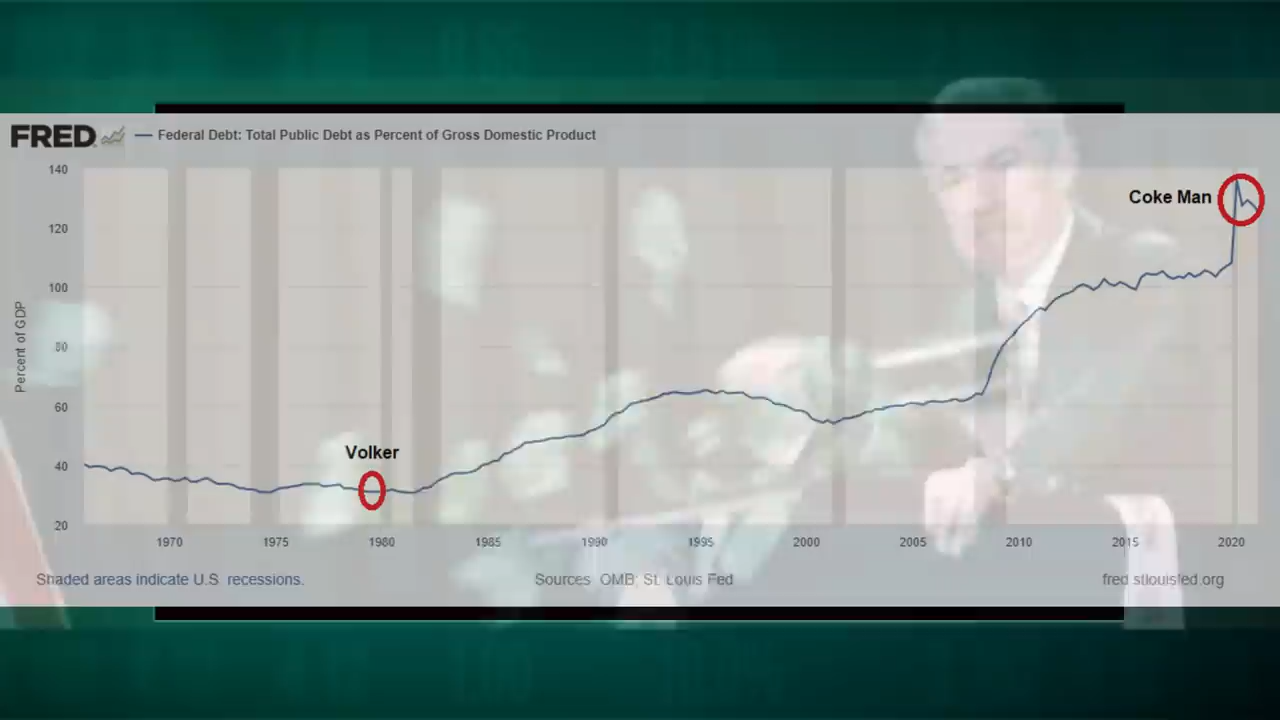 FRED
Federal Debt: Total Public Debt as Percent of Gross Domestic Product
Percent of GDP
140
120
100
80
60
40
20
Coke Man
Volker
1970 1975 1980 1985 1990 1995 2000 2005 2010 2015 2020
Shaded areas indicate U.S. recessions.
Sources: OMB; St. Louis Fed
fred.stlouisfed.org